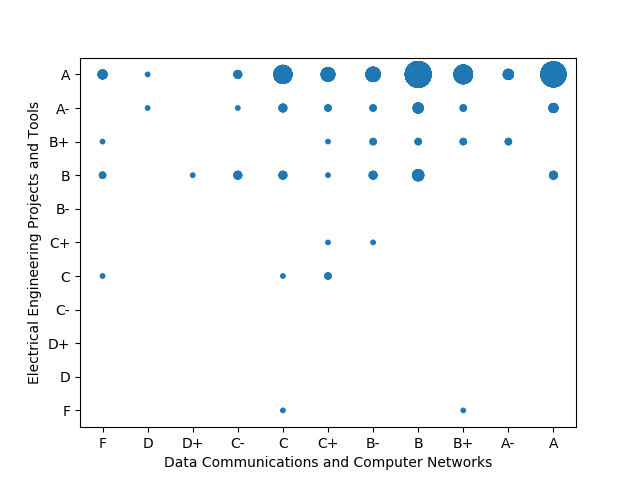 Electrical Engineering Projects and Tools
A
A-
B+
B
B-
C+
C
C-
D+
D
F
F D D+ C- C C+ B- B B+ A- A
Data Communications and Computer Networks